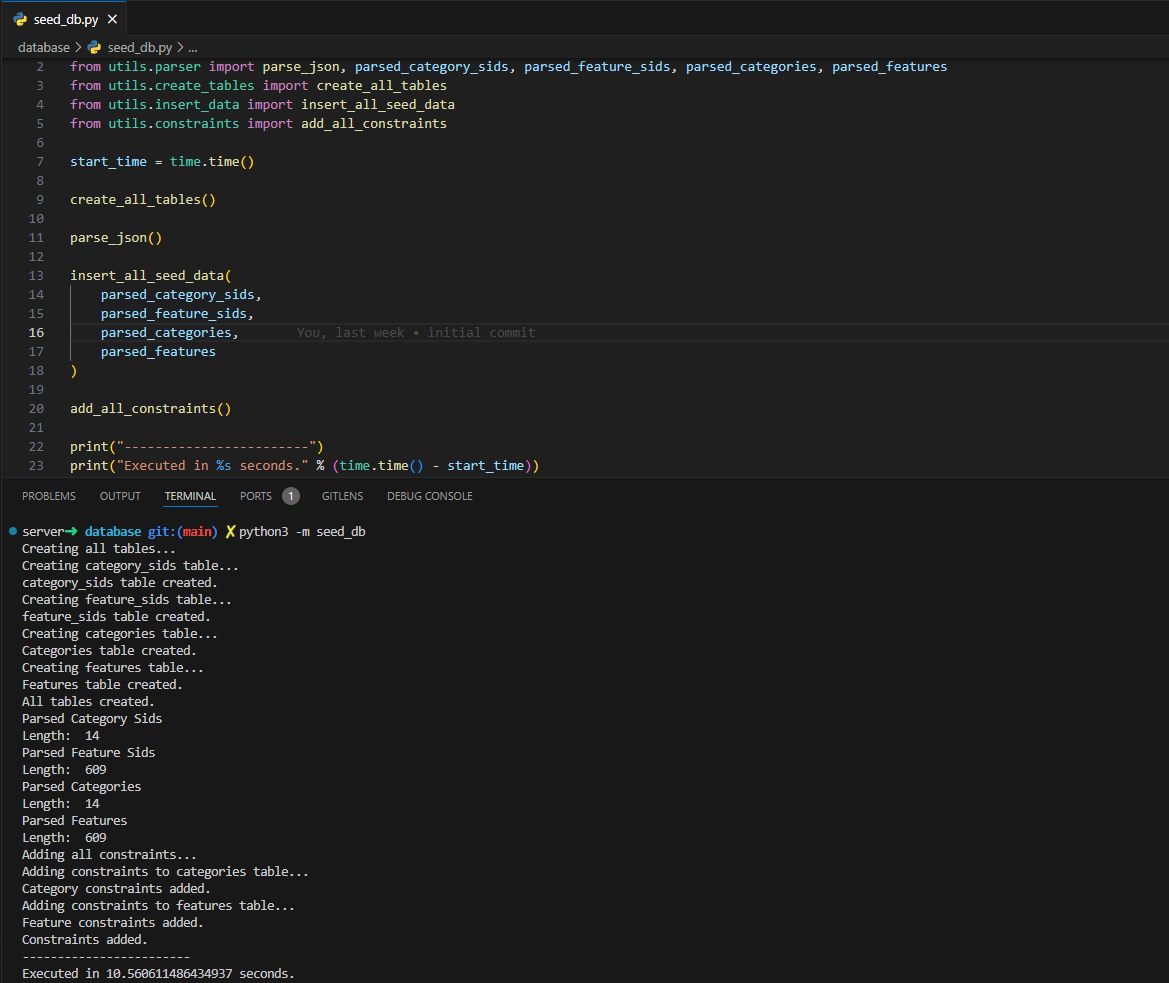 seed_db.py ×
database > seed_db.py > ...
2 from utils.parser import parse_json, parsed_category_sids, parsed_feature_sids, parsed_categories, parsed_features
3 from utils.create_tables import create_all_tables
4 from utils.insert_data import insert_all_seed_data
5 from utils.constraints import add_all_constraints
6
7 start_time = time.time()
8
9 create_all_tables()
10
11 parse_json()
12
13 insert_all_seed_data(
14     parsed_category_sids,
15     parsed_feature_sids,
16     parsed_categories, You, last week • initial commit
17     parsed_features
18 )
19
20 add_all_constraints()
21
22 print("------------------------")
23 print("Executed in %s seconds." % (time.time() - start_time))
PROBLEMS OUTPUT TERMINAL PORTS 1 GITLENS DEBUG CONSOLE
server➜ database git:(main) ✗ python3 -m seed_db
Creating all tables...
Creating category_sids table...
category_sids table created.
Creating feature_sids table...
feature_sids table created.
Creating categories table...
Categories table created.
Creating features table...
Features table created.
All tables created.
Parsed Category Sids
Length:  14
Parsed Feature Sids
Length:  609
Parsed Categories
Length:  14
Parsed Features
Length:  609
Adding all constraints...
Adding constraints to categories table...
Category constraints added.
Adding constraints to features table...
Feature constraints added.
Constraints added.
------------------------
Executed in 10.560611486434937 seconds.